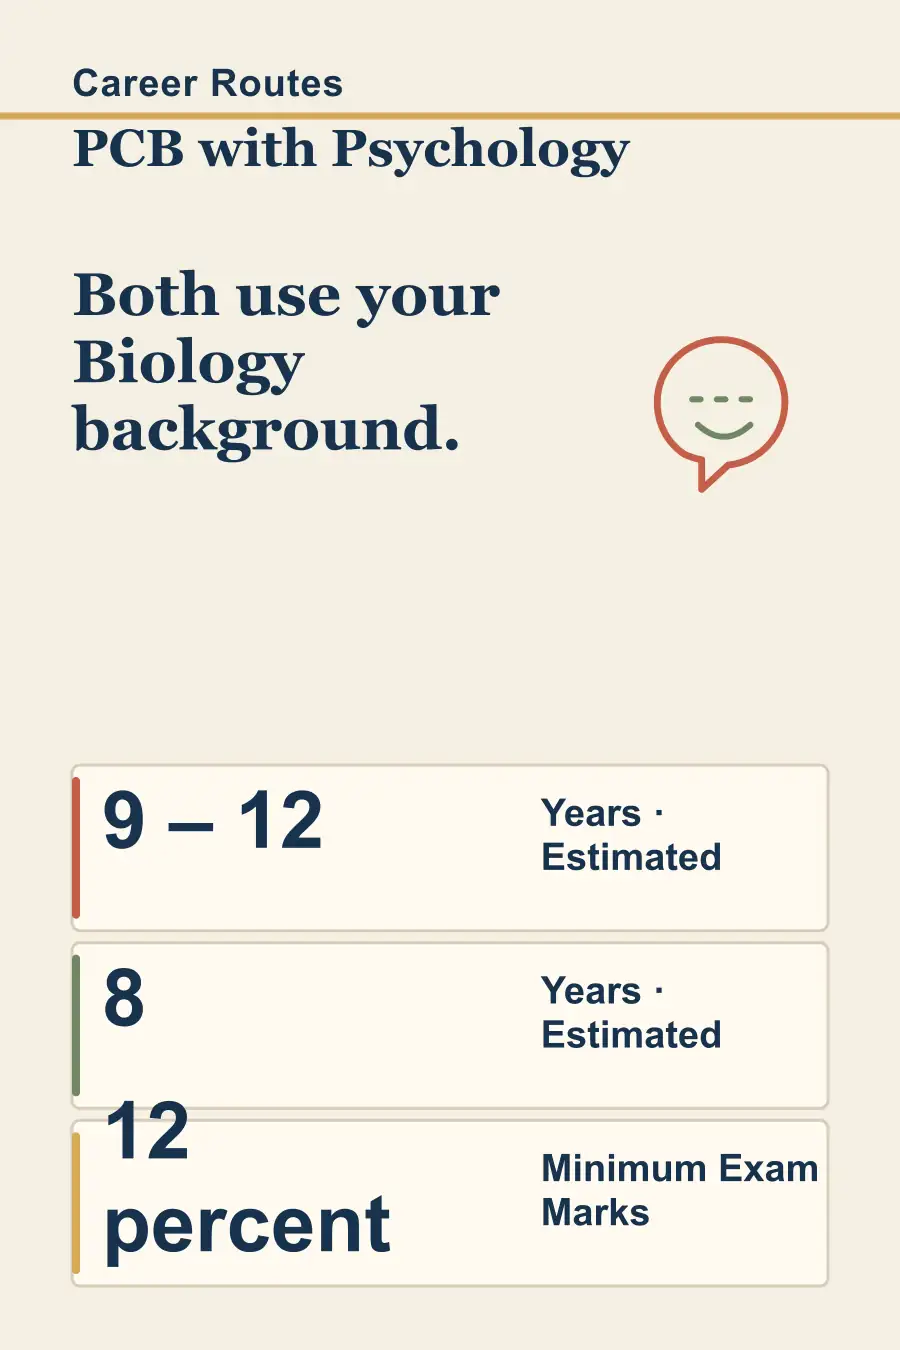 Career Routes
PCB with Psychology
Both use your
Biology
background.
9 – 12
Years ·
Estimated
8
Years ·
Estimated
12
percent
Minimum Exam
Marks